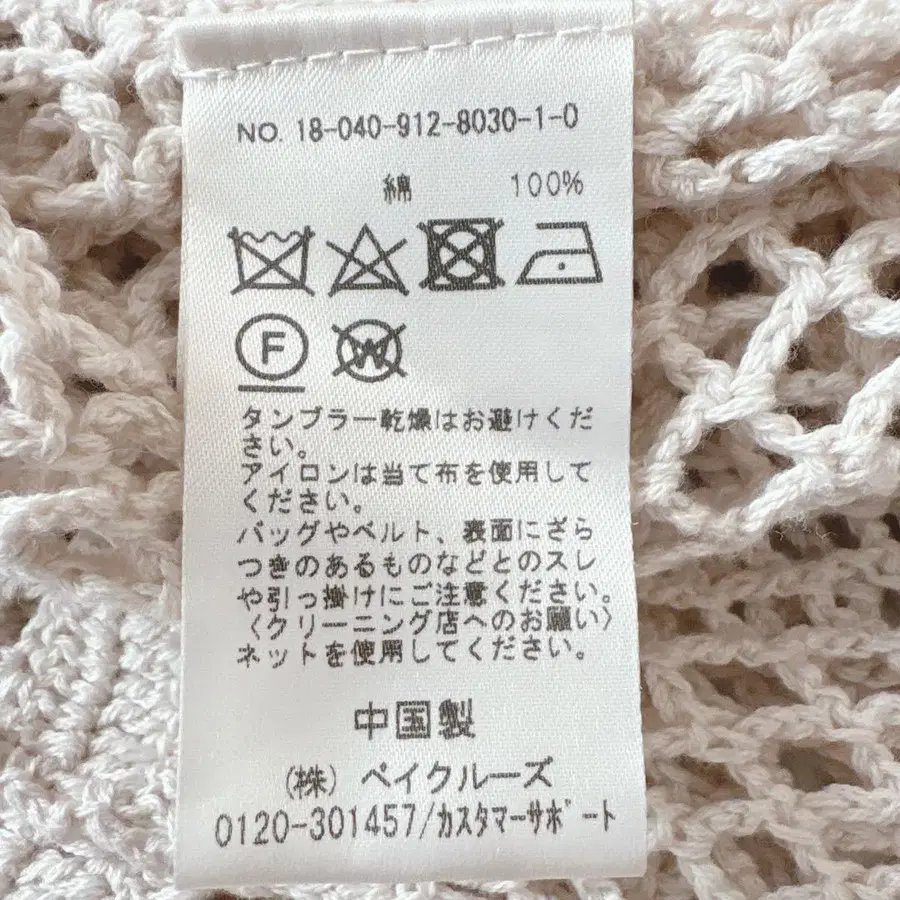 NO. 18-040-912-8030-1-0
綿 100%
F
W
タンブラー乾燥はお避けくだ
さい。
アイロンは当て布を使用して
ください。
バッグやベルト、表面にざら
つきのあるものなどとのスレ
や引っ掛けにご注意ください。
〈クリーニング店へのお願い〉
ネットを使用してください。
中国製
(株) ベイクルーズ
0120-301457/カスタマーサポート